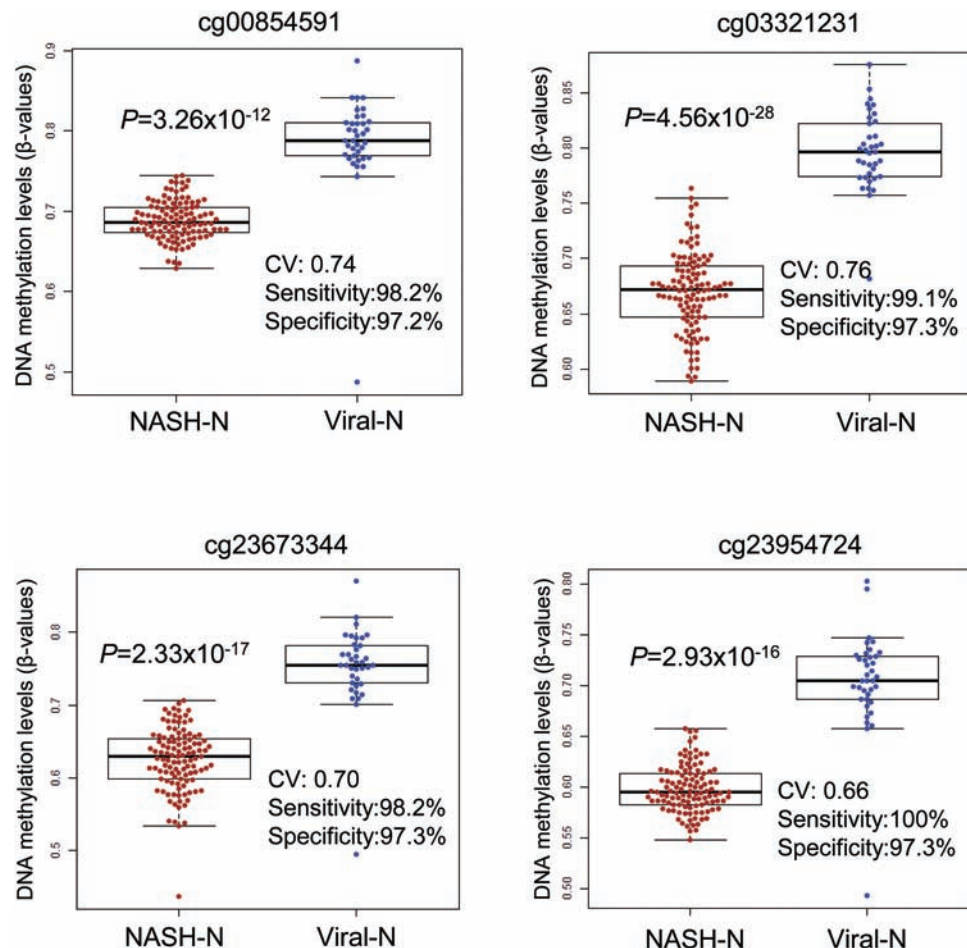 cg00854591
DNA methylation levels (β-values)
0.9
0.8
0.7
0.6
0.5
P=3.26x10-12
CV: 0.74
Sensitivity:98.2%
Specificity:97.2%
NASH-N Viral-N
cg03321231
DNA methylation levels (β-values)
0.85
0.80
0.75
0.70
0.65
0.60
P=4.56x10-28
CV: 0.76
Sensitivity:99.1%
Specificity:97.3%
NASH-N Viral-N
cg23673344
DNA methylation levels (β-values)
0.8
0.7
0.6
0.5
P=2.33x10-17
CV: 0.70
Sensitivity:98.2%
Specificity:97.3%
NASH-N Viral-N
cg23954724
DNA methylation levels (β-values)
0.80
0.75
0.70
0.65
0.60
0.55
0.50
P=2.93x10-16
CV: 0.66
Sensitivity:100%
Specificity:97.3%
NASH-N Viral-N